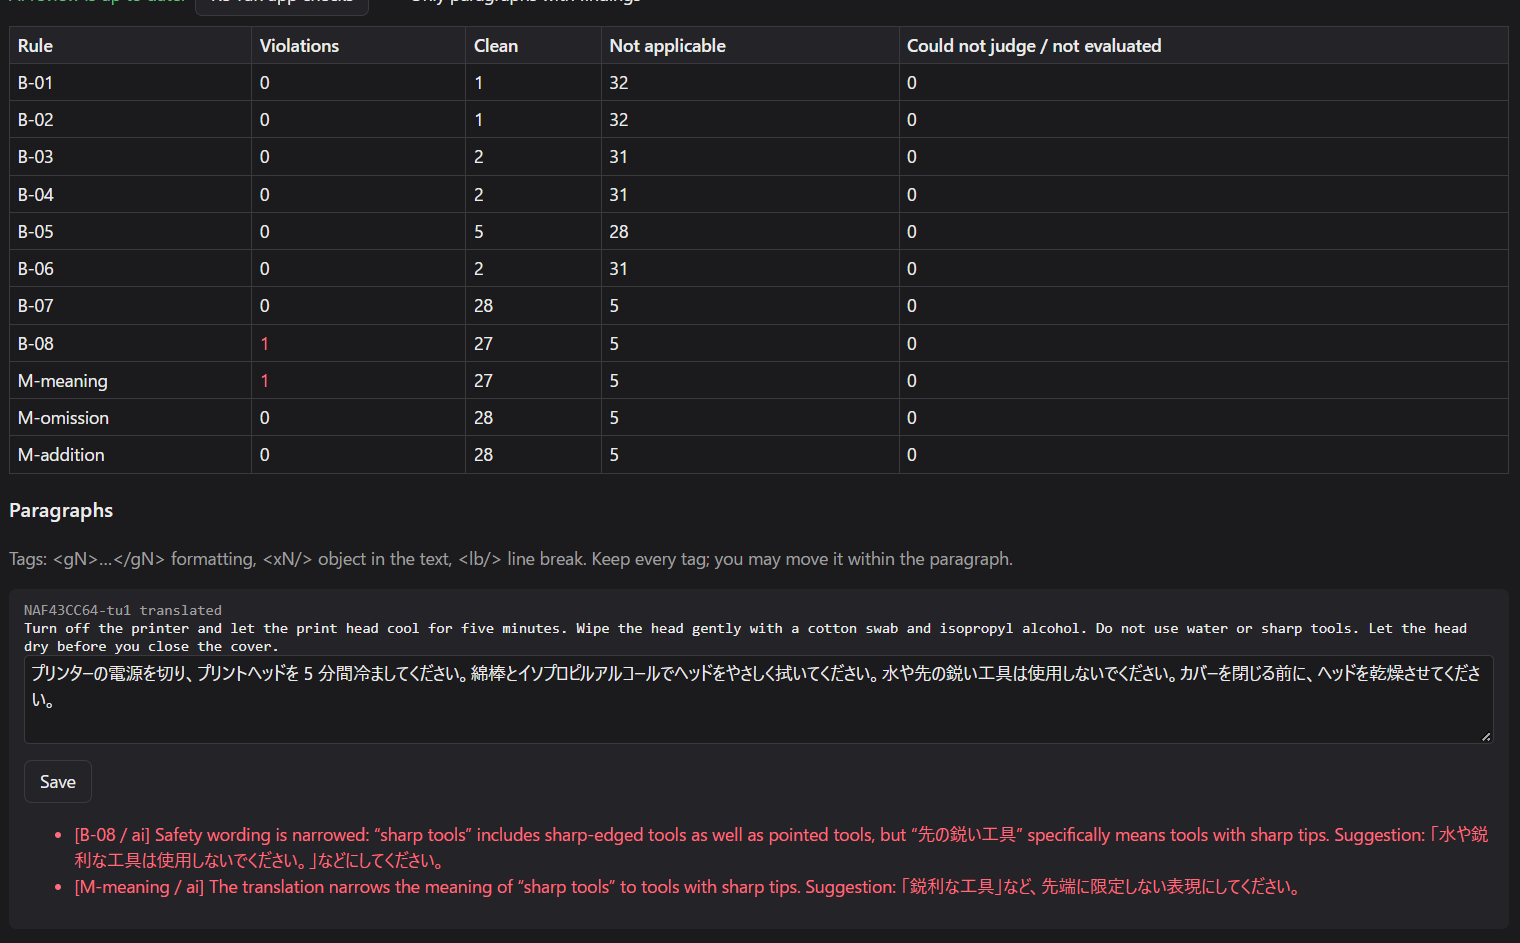 AI review is up to date. Re-run app checks Only paragraphs with findings
Rule Violations Clean Not applicable Could not judge / not evaluated
B-01 0 1 32 0
B-02 0 1 32 0
B-03 0 2 31 0
B-04 0 2 31 0
B-05 0 5 28 0
B-06 0 2 31 0
B-07 0 28 5 0
B-08 1 27 5 0
M-meaning 1 27 5 0
M-omission 0 28 5 0
M-addition 0 28 5 0
Paragraphs
Tags: <gN>…</gN> formatting, <xN/> object in the text, <lb/> line break. Keep every tag; you may move it within the paragraph.
NAF43CC64-tu1 translated
Turn off the printer and let the print head cool for five minutes. Wipe the head gently with a cotton swab and isopropyl alcohol. Do not use water or sharp tools. Let the head
dry before you close the cover.
プリンターの電源を切り、プリントヘッドを 5 分間冷ましてください。綿棒とイソプロピルアルコールでヘッドをやさしく拭いてください。水や先の鋭い工具は使用しないでください。カバーを閉じる前に、ヘッドを乾燥させてくださ
い。
Save
• [B-08 / ai] Safety wording is narrowed: “sharp tools” includes sharp-edged tools as well as pointed tools, but “先の鋭い工具” specifically means tools with sharp tips. Suggestion: 「水や鋭
利な工具は使用しないでください。」などにしてください。
• [M-meaning / ai] The translation narrows the meaning of “sharp tools” to tools with sharp tips. Suggestion: 「鋭利な工具」など、先端に限定しない表現にしてください。